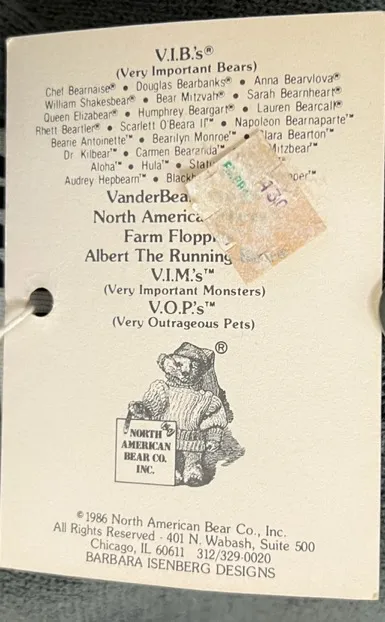 V.I.B.'s®
(Very Important Bears)
Chef Bearnaise® • Douglas Bearbanks® • Anna Bearvlova®
William Shakesbear® • Bear Mitzvah® • Sarah Bearnheart®
Queen Elizabear® • Humphrey Beargart® • Lauren Bearcall®
Rhett Beartler® • Scarlett O'Beara II™ • Napoleon Bearnaparte™
Bearie Antoinette™ • Bearilyn Monroe™ • Clara Bearton™
Dr Kilbear™ • Carmen Bearanda™
Aloha™ • Hula™ •
Audrey Hepbearn™ •
North America
Albert The Running
V.I.M.'s™
(Very Important Monsters)
V.O.P.'s™
(Very Outrageous Pets)
®
NORTH
AMERICAN
BEAR CO.
INC.
©1986 North American Bear Co., Inc.
All Rights Reserved - 401 N. Wabash, Suite 500
Chicago, IL 60611 312/329-0020
BARBARA ISENBERG DESIGNS